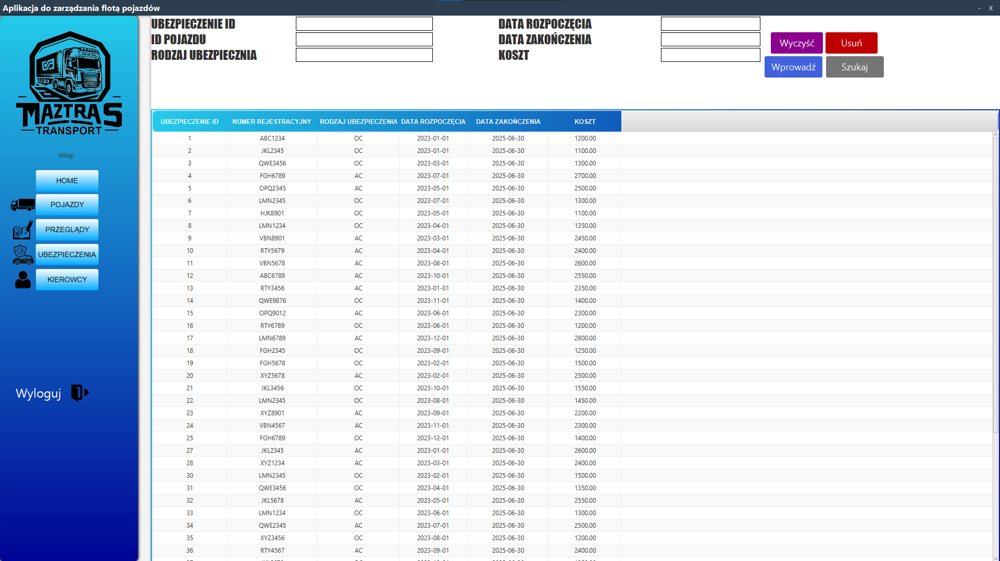 Aplikacja do zarządzania flotą pojazdów
- X
MAZTRAS
TRANSPORT
Witaj!
HOME
POJAZDY
PRZEGLĄDY
UBEZPIECZENIA
KIEROWCY
Wyloguj
UBEZPIECZENIE ID
ID POJAZDU
RODZAJ UBEZPIECZNIA
DATA ROZPOCZĘCIA
DATA ZAKOŃCZENIA
KOSZT
Wyczyść Usuń
Wprowadź Szukaj
UBEZPIECZENIE ID NUMER REJESTRACYJNY RODZAJ UBEZPIECZENIA DATA ROZPOCZĘCIA DATA ZAKOŃCZENIA KOSZT
1 ABC1234 OC 2023-01-01 2025-06-30 1200.00
2 JKL2345 OC 2023-01-01 2025-06-30 1100.00
3 QWE3456 OC 2023-03-01 2025-06-30 1300.00
4 FGH6789 AC 2023-07-01 2025-06-30 2700.00
5 OPQ2345 AC 2023-05-01 2025-06-30 2500.00
6 LMN2345 OC 2023-07-01 2025-06-30 1300.00
7 HJK8901 OC 2023-05-01 2025-06-30 1100.00
8 LMN1234 OC 2023-04-01 2025-06-30 1350.00
9 VBN8901 AC 2023-03-01 2025-06-30 2450.00
10 RTY5679 AC 2023-04-01 2025-06-30 2400.00
11 VBN5678 AC 2023-08-01 2025-06-30 2600.00
12 ABC6789 AC 2023-10-01 2025-06-30 2550.00
13 RTY3456 AC 2023-01-01 2025-06-30 2350.00
14 QWE9876 OC 2023-11-01 2025-06-30 1400.00
15 OPQ9012 AC 2023-06-01 2025-06-30 2300.00
16 RTY6789 OC 2023-06-01 2025-06-30 1200.00
17 LMN6789 AC 2023-12-01 2025-06-30 2800.00
18 FGH2345 OC 2023-09-01 2025-06-30 1250.00
19 FGH5678 OC 2023-02-01 2025-06-30 1500.00
20 XYZ5678 AC 2023-02-01 2025-06-30 2500.00
21 JKL3456 OC 2023-10-01 2025-06-30 1550.00
22 LMN2345 OC 2023-08-01 2025-06-30 1450.00
23 XYZ8901 AC 2023-09-01 2025-06-30 2200.00
24 VBN4567 AC 2023-11-01 2025-06-30 2300.00
25 FGH6789 OC 2023-12-01 2025-06-30 1400.00
27 JKL2345 AC 2023-01-01 2025-06-30 2600.00
28 XYZ1234 AC 2023-03-01 2025-06-30 2400.00
30 LMN2345 OC 2023-02-01 2025-06-30 1500.00
31 QWE3456 OC 2023-04-01 2025-06-30 1350.00
32 JKL5678 AC 2023-05-01 2025-06-30 2550.00
33 LMN1234 OC 2023-06-01 2025-06-30 1300.00
34 QWE2345 AC 2023-07-01 2025-06-30 2500.00
35 XYZ3456 OC 2023-08-01 2025-06-30 1200.00
36 RTY4567 AC 2023-09-01 2025-06-30 2400.00